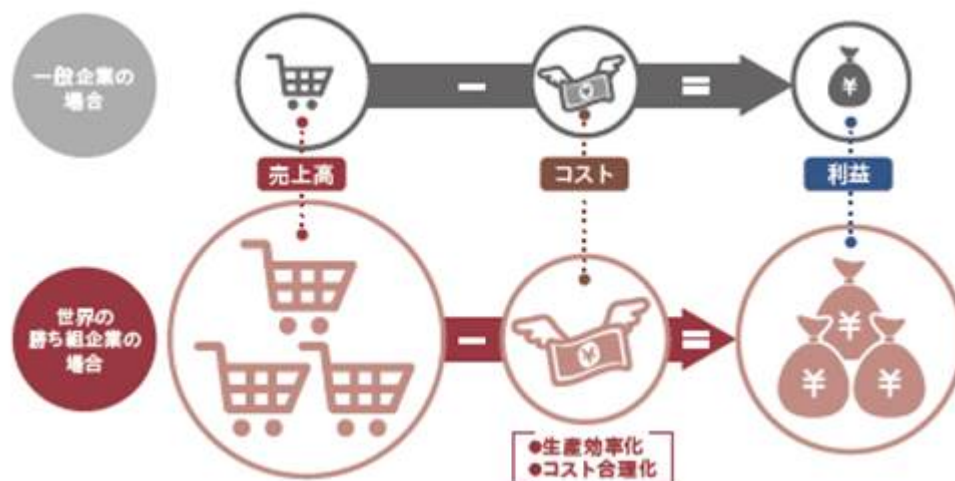 一般企業の
場合
−
¥
=
¥
売上高
コスト
利益
世界の
勝ち組企業の
場合
−
¥
=
¥
¥
¥
●生産効率化
●コスト合理化